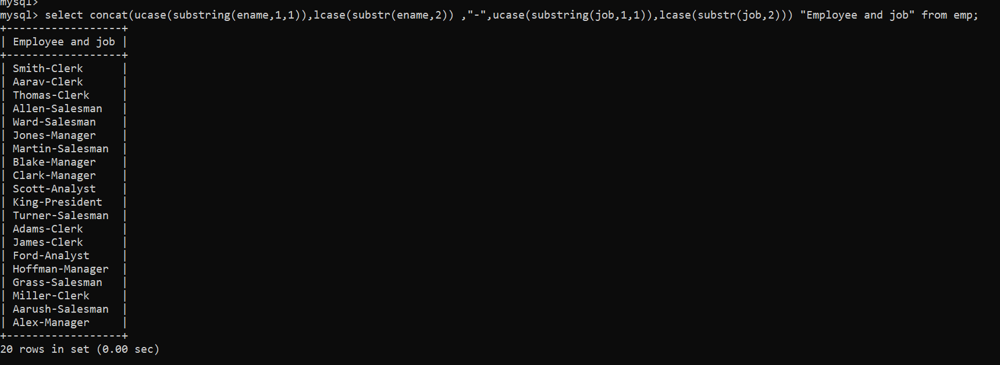 mysql>
mysql> select concat(ucase(substring(ename,1,1)),lcase(substr(ename,2)) ,"-",ucase(substring(job,1,1)),lcase(substr(job,2))) "Employee and job" from emp;
+------------------+
| Employee and job |
+------------------+
| Smith-Clerk      |
| Aarav-Clerk      |
| Thomas-Clerk     |
| Allen-Salesman   |
| Ward-Salesman    |
| Jones-Manager    |
| Martin-Salesman  |
| Blake-Manager    |
| Clark-Manager    |
| Scott-Analyst    |
| King-President   |
| Turner-Salesman  |
| Adams-Clerk      |
| James-Clerk      |
| Ford-Analyst     |
| Hoffman-Manager  |
| Grass-Salesman   |
| Miller-Clerk     |
| Aarush-Salesman  |
| Alex-Manager     |
+------------------+
20 rows in set (0.00 sec)